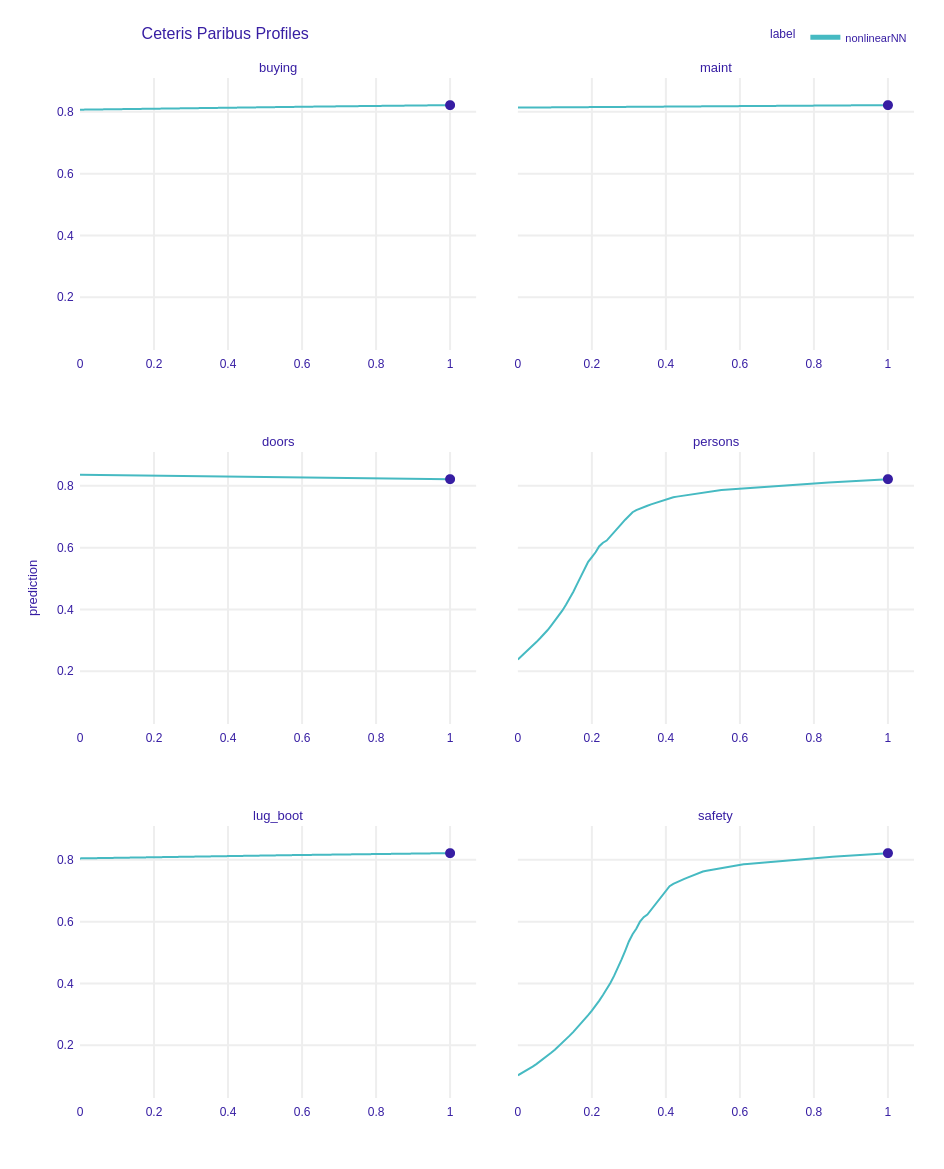 Ceteris Paribus Profiles
label nonlinearNN
buying maint
0.8
0.6
0.4
0.2
0 0.2 0.4 0.6 0.8 1 0 0.2 0.4 0.6 0.8 1
doors persons
0.8
0.6
prediction
0.4
0.2
0 0.2 0.4 0.6 0.8 1 0 0.2 0.4 0.6 0.8 1
lug_boot safety
0.8
0.6
0.4
0.2
0 0.2 0.4 0.6 0.8 1 0 0.2 0.4 0.6 0.8 1